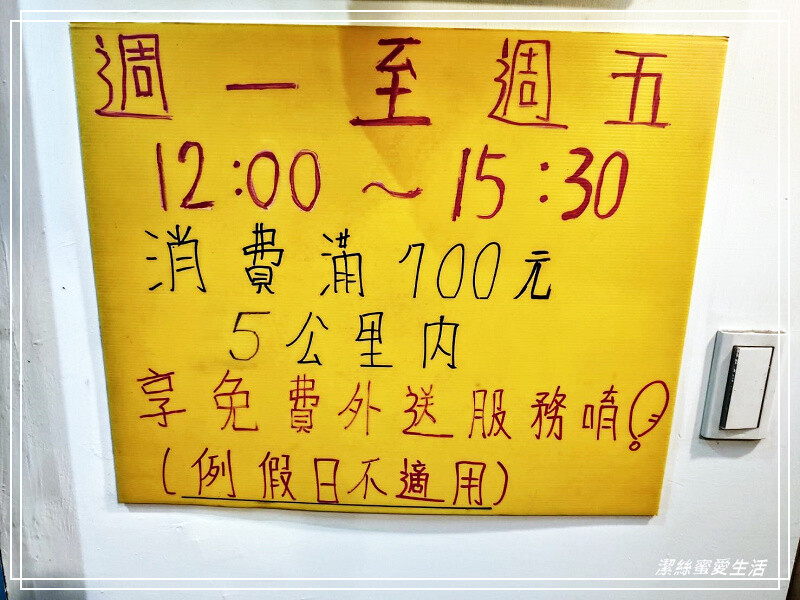 週一至週五
12:00~15:30
消費滿700元
5公里內
享免費外送服務唷!
(例假日不適用)
潔絲蜜愛生活